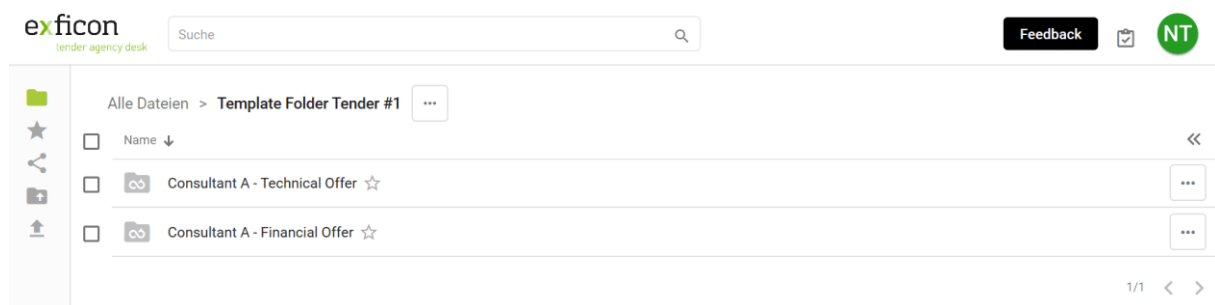 exficon
tender agency desk
Suche
Feedback
NT
Alle Dateien > Template Folder Tender #1 ...
Name
Consultant A - Technical Offer
...
Consultant A - Financial Offer
...
1/1 < >